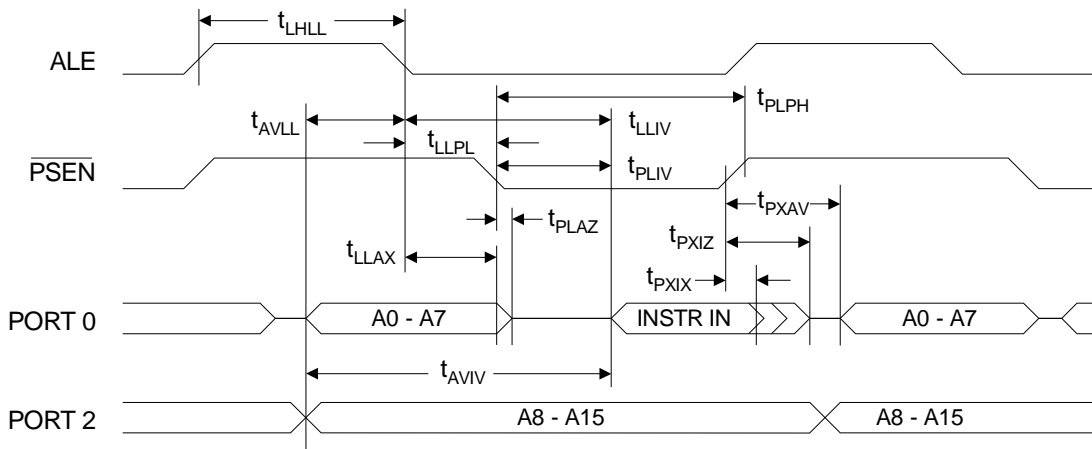 tLHLL
ALE
tPLPH
tAVLL
tLLIV
tLLPL
PSEN
tPLIV
tPXAV
tPLAZ
tPXIZ
tLLAX
tPXIX
PORT 0
A0 - A7
INSTR IN
A0 - A7
tAVIV
PORT 2
A8 - A15
A8 - A15